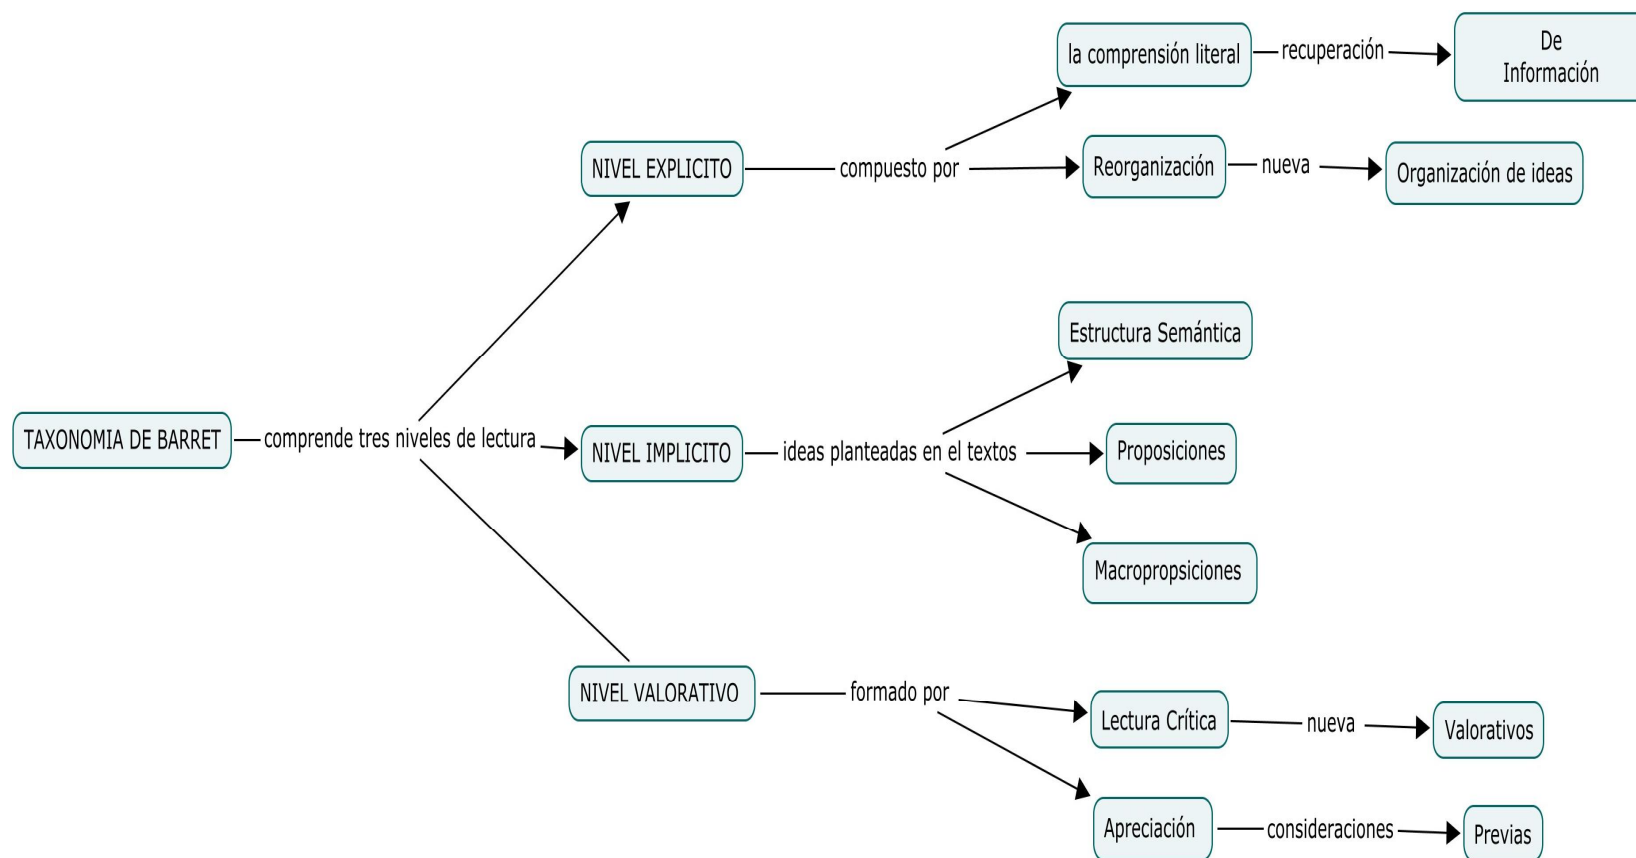 la comprensión literal
recuperación
De
Información
NIVEL EXPLICITO
compuesto por
Reorganización
nueva
Organización de ideas
Estructura Semántica
TAXONOMIA DE BARRET
comprende tres niveles de lectura
NIVEL IMPLICITO
ideas planteadas en el textos
Proposiciones
Macropropsiciones
NIVEL VALORATIVO
formado por
Lectura Crítica
nueva
Valorativos
Apreciación
consideraciones
Previas